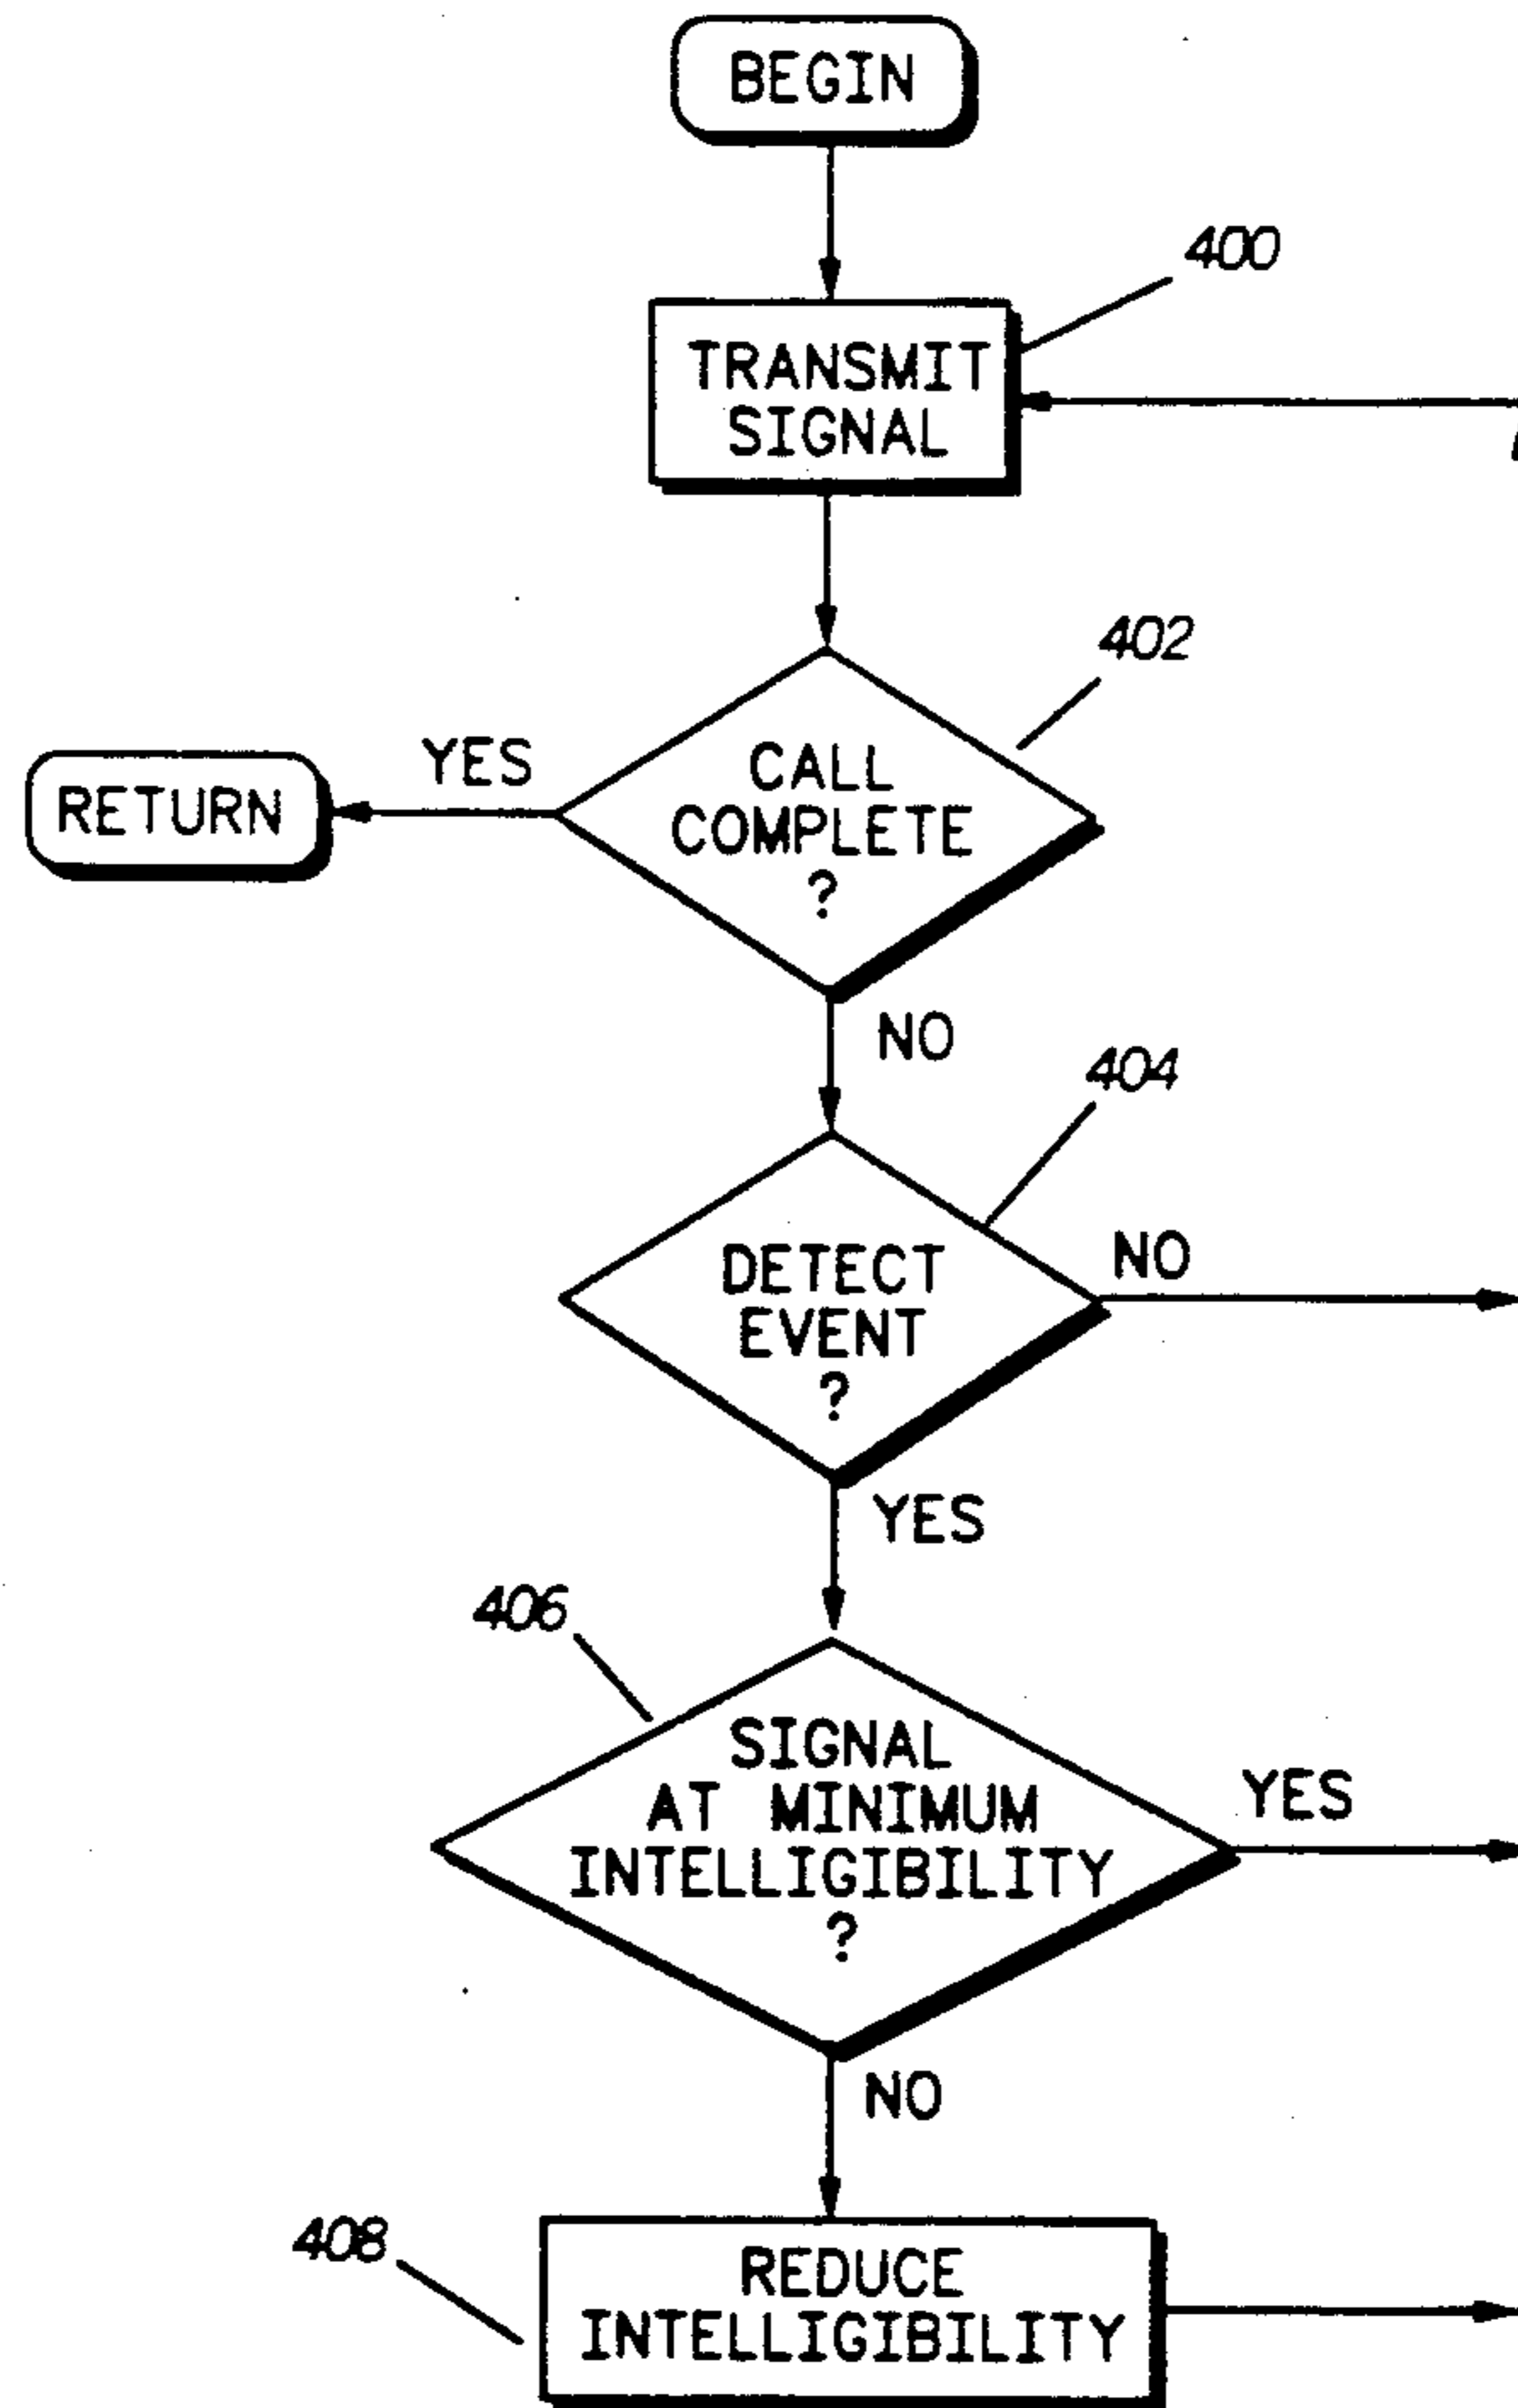 BEGIN
400
TRANSMIT
SIGNAL
402
YES
CALL
COMPLETE
?
RETURN
NO
404
DETECT
EVENT
?
NO
YES
406
SIGNAL
AT MINIMUM
INTELLIGIBILITY
?
YES
NO
408
REDUCE
INTELLIGIBILITY